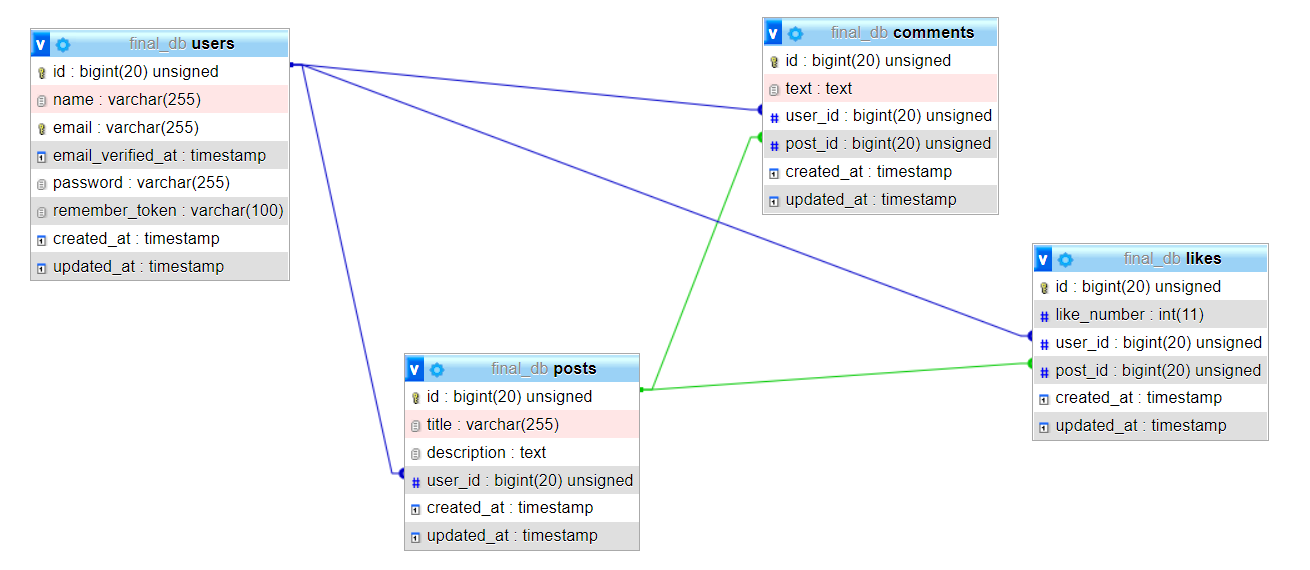 v final_db users
id : bigint(20) unsigned
name : varchar(255)
email : varchar(255)
email_verified_at : timestamp
password : varchar(255)
remember_token : varchar(100)
created_at : timestamp
updated_at : timestamp
v final_db comments
id : bigint(20) unsigned
text : text
# user_id : bigint(20) unsigned
# post_id : bigint(20) unsigned
created_at : timestamp
updated_at : timestamp
v final_db likes
id : bigint(20) unsigned
# like_number : int(11)
# user_id : bigint(20) unsigned
# post_id : bigint(20) unsigned
created_at : timestamp
updated_at : timestamp
v final_db posts
id : bigint(20) unsigned
title : varchar(255)
description : text
# user_id : bigint(20) unsigned
created_at : timestamp
updated_at : timestamp